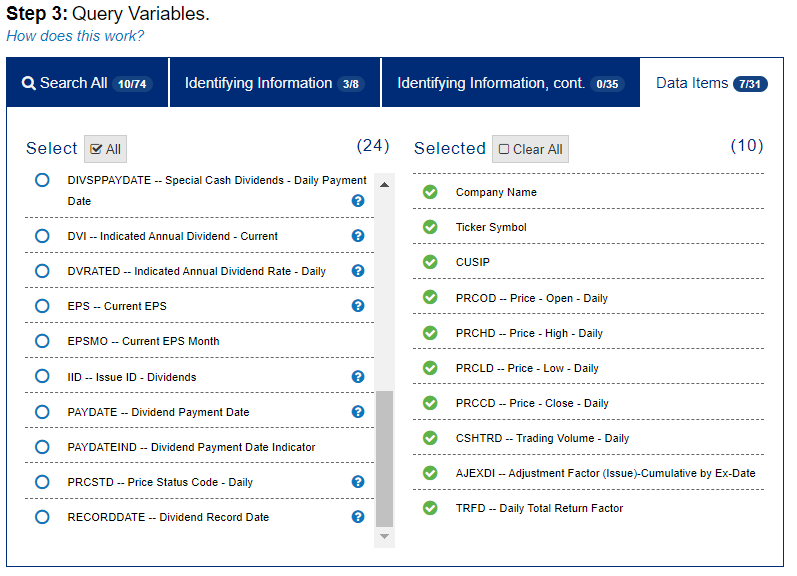 Step 3: Query Variables.
How does this work?
Search All 10/74
Identifying Information 3/8
Identifying Information, cont. 0/35
Data Items 7/31
Select All (24)
DIVSPPAYDATE -- Special Cash Dividends - Daily Payment
Date
DVI -- Indicated Annual Dividend - Current
DVRATED -- Indicated Annual Dividend Rate - Daily
EPS -- Current EPS
EPSMO -- Current EPS Month
IID -- Issue ID - Dividends
PAYDATE -- Dividend Payment Date
PAYDATEIND -- Dividend Payment Date Indicator
PRCSTD -- Price Status Code - Daily
RECORDDATE -- Dividend Record Date
Selected Clear All (10)
Company Name
Ticker Symbol
CUSIP
PRCOD -- Price - Open - Daily
PRCHD -- Price - High - Daily
PRCLD -- Price - Low - Daily
PRCCD -- Price - Close - Daily
CSHTRD -- Trading Volume - Daily
AJEXDI -- Adjustment Factor (Issue)-Cumulative by Ex-Date
TRFD -- Daily Total Return Factor